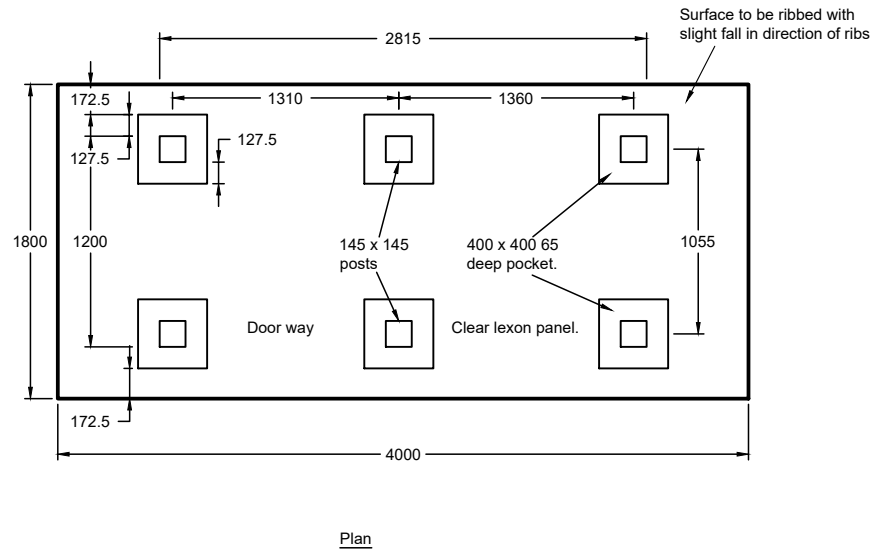 Surface to be ribbed with
slight fall in direction of ribs
2815
1310
1360
172.5
127.5
127.5
1800
1200
145 x 145
posts
400 x 400 65
deep pocket.
1055
Door way
Clear lexon panel.
172.5
4000
Plan